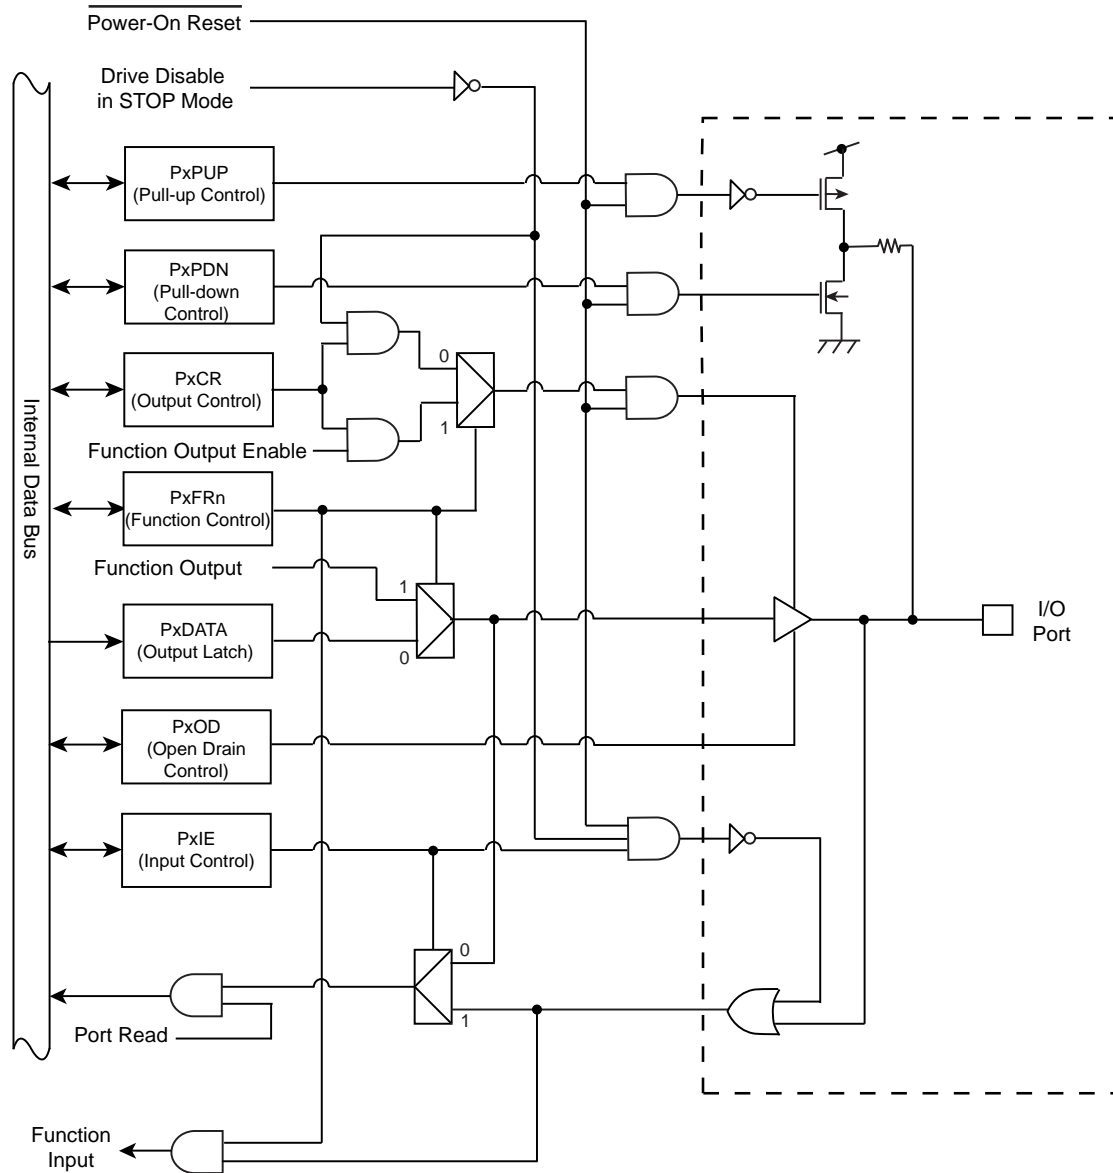 Power-On Reset
Drive Disable
in STOP Mode
PxPUP
(Pull-up Control)
PxPDN
(Pull-down
Control)
0
PxCR
(Output Control)
1
Function Output Enable
Internal Data Bus
PxFRn
(Function Control)
Function Output
1
I/O
Port
PxDATA
(Output Latch)
0
PxOD
(Open Drain
Control)
PxIE
(Input Control)
0
1
Port Read
Function
Input